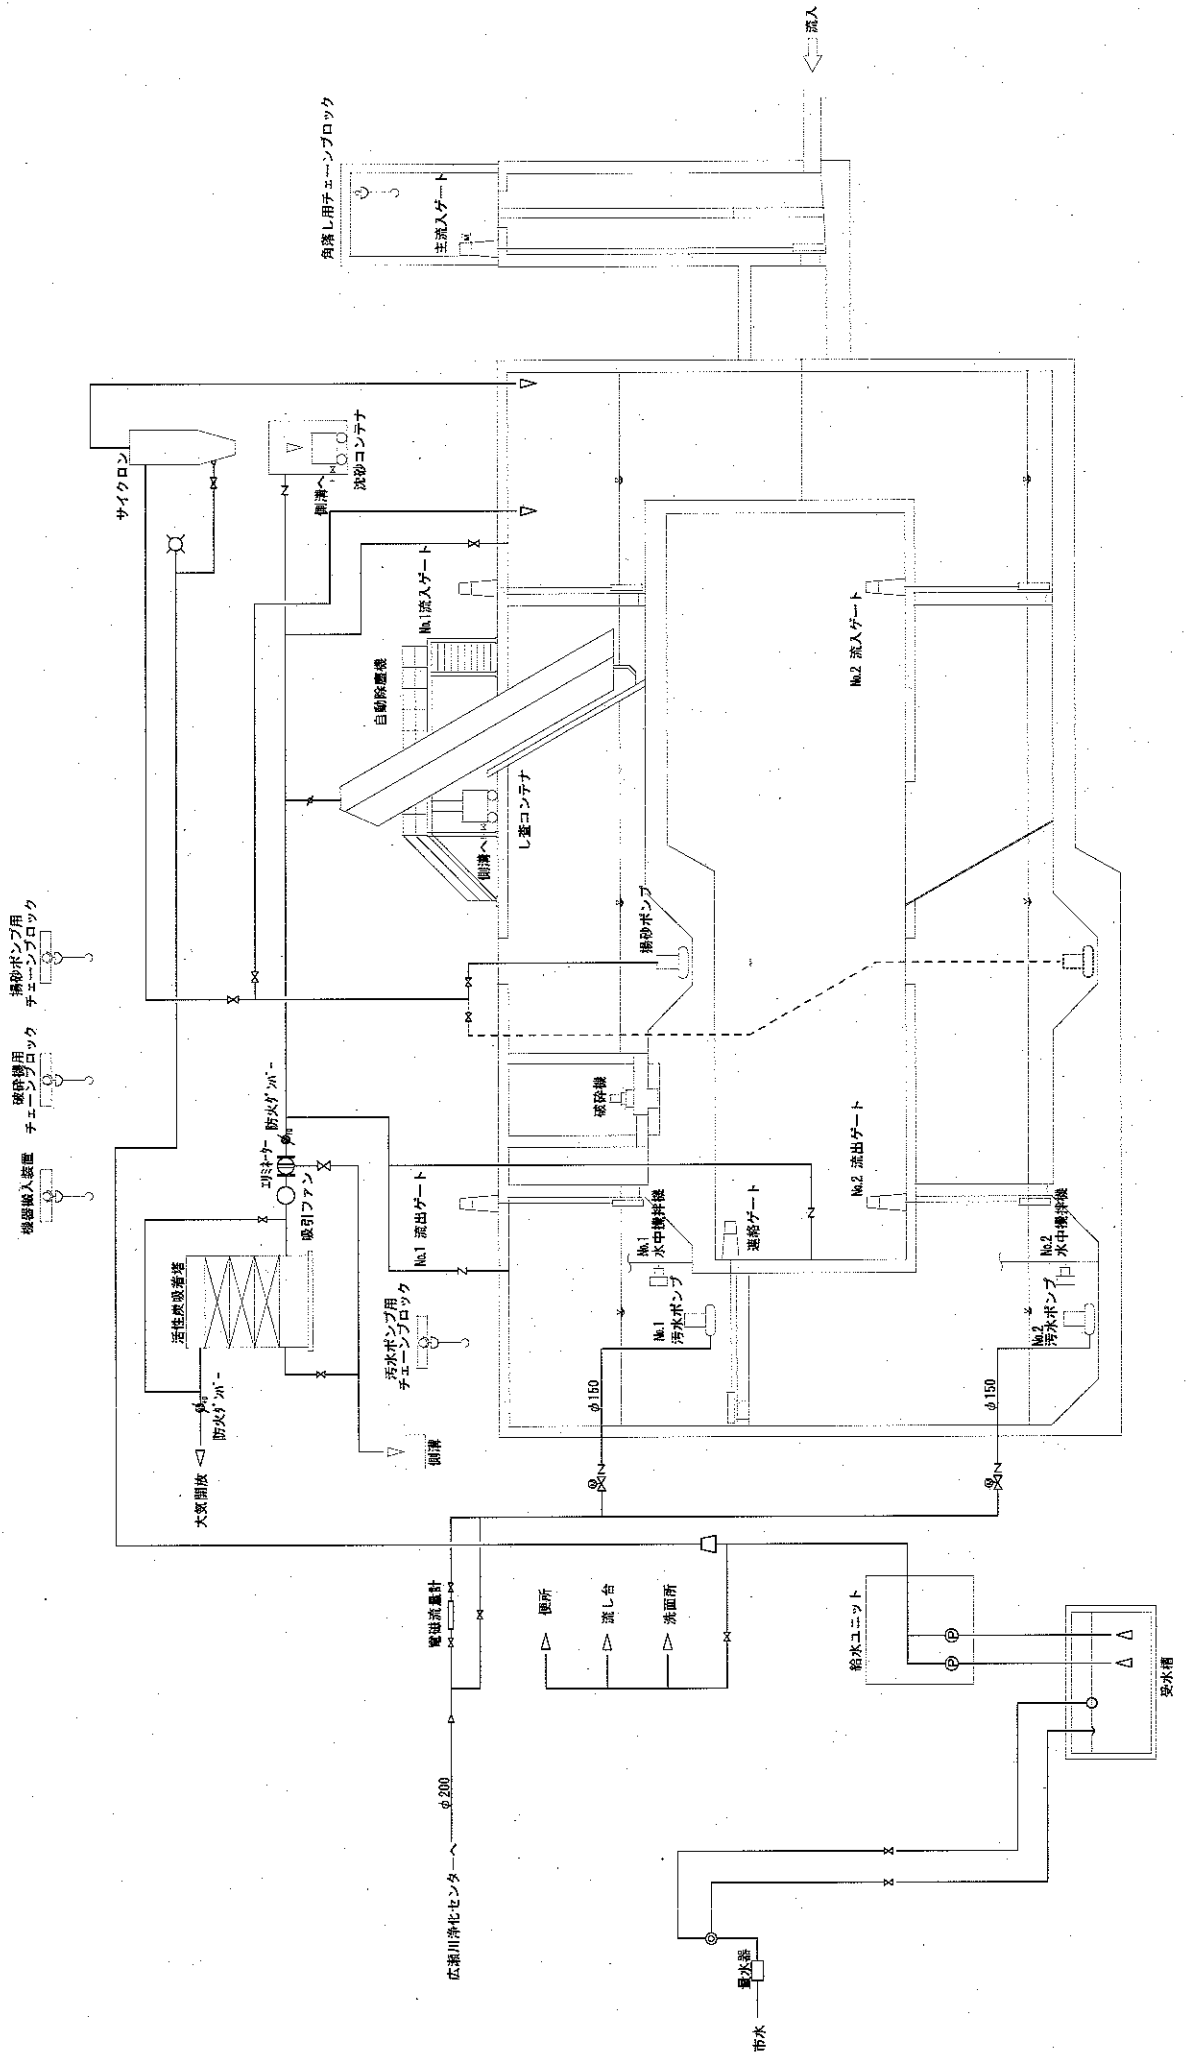 機器搬入装置
破砕機用
チェーンブロック
揚砂ポンプ用
チェーンブロック
サイクロン
沈砂コンテナ
側溝へ
角落し用チェーンブロック
主流入ゲート
流入
大気開放
防火ダンパー
活性炭吸着塔
吸引ファン
エリミネーター
防火ダンパー
側溝
汚水ポンプ用
チェーンブロック
自動除塵機
No.1流入ゲート
側溝へ
し査コンテナ
No.1 流出ゲート
破砕機
揚砂ポンプ
No.1
水中攪拌機
No.1
汚水ポンプ
連絡ゲート
No.2 流入ゲート
No.2 流出ゲート
No.2
水中攪拌機
No.2
汚水ポンプ
φ150
φ150
電磁流量計
φ200
広瀬川浄化センターへ
便所
流し台
洗面所
給水ユニット
P
P
受水槽
量水器
市水